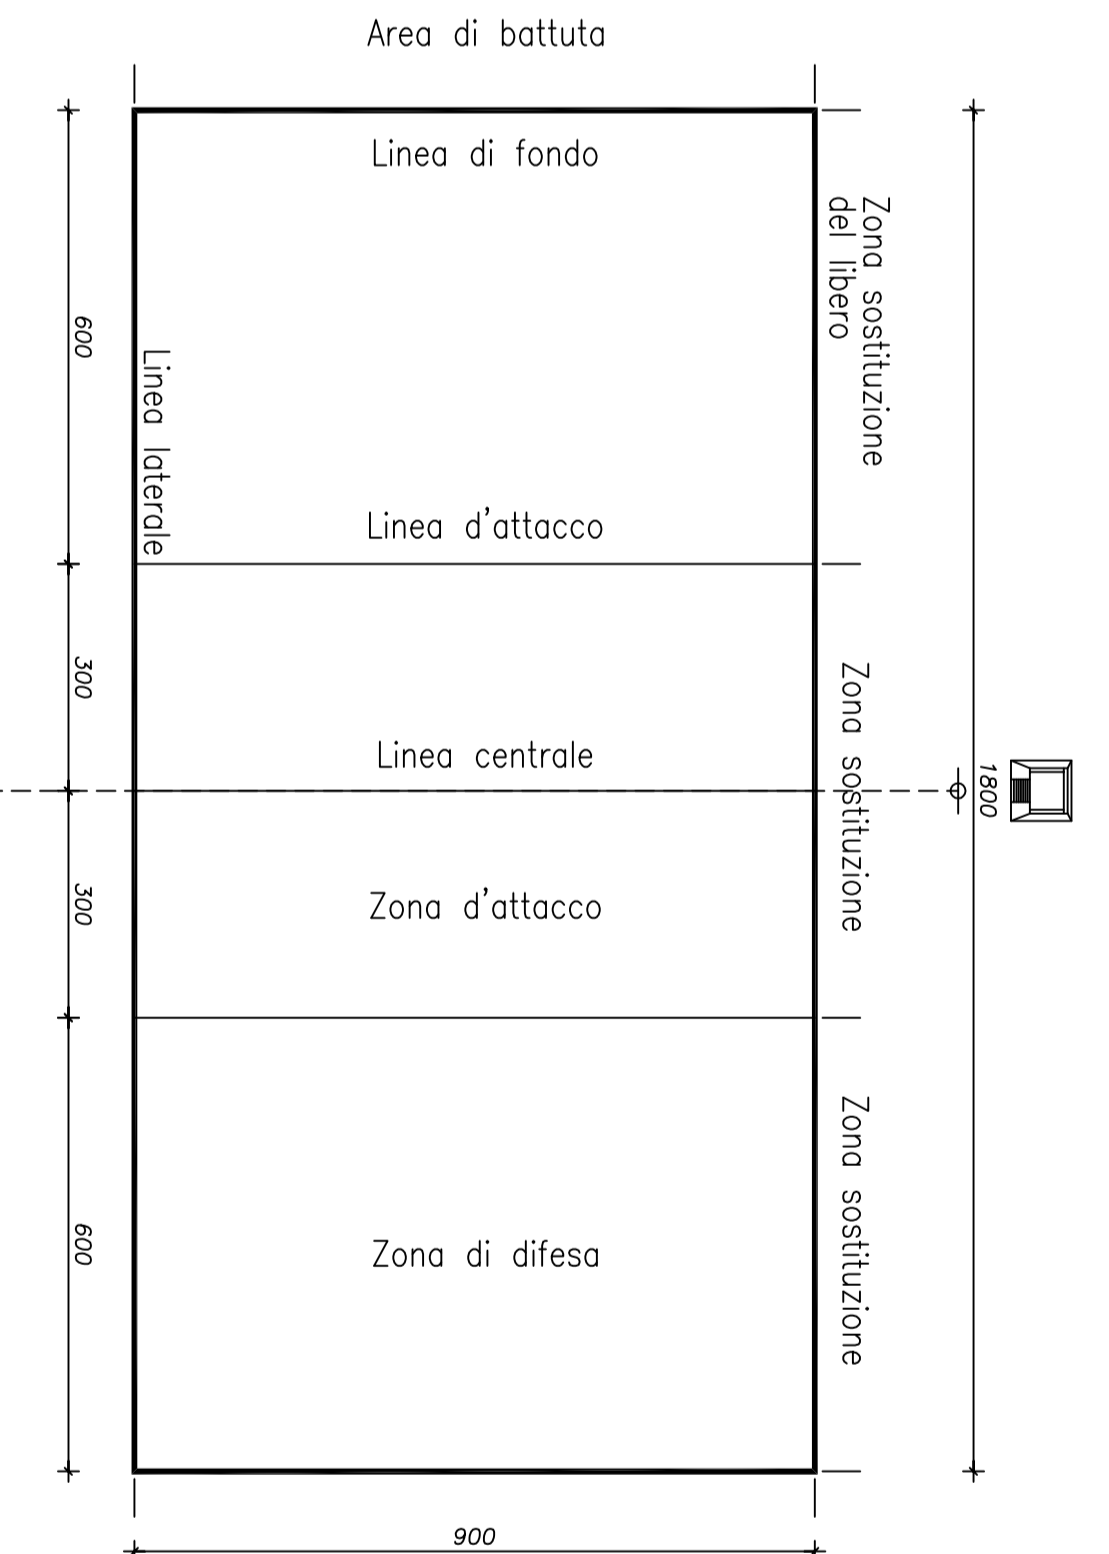 Area di battuta
Linea di fondo
Zona sostituzione
del libero
600
Linea laterale
Linea d'attacco
300
Linea centrale
Zona sostituzione
1800
300
Zona d'attacco
Zona sostituzione
600
Zona di difesa
900